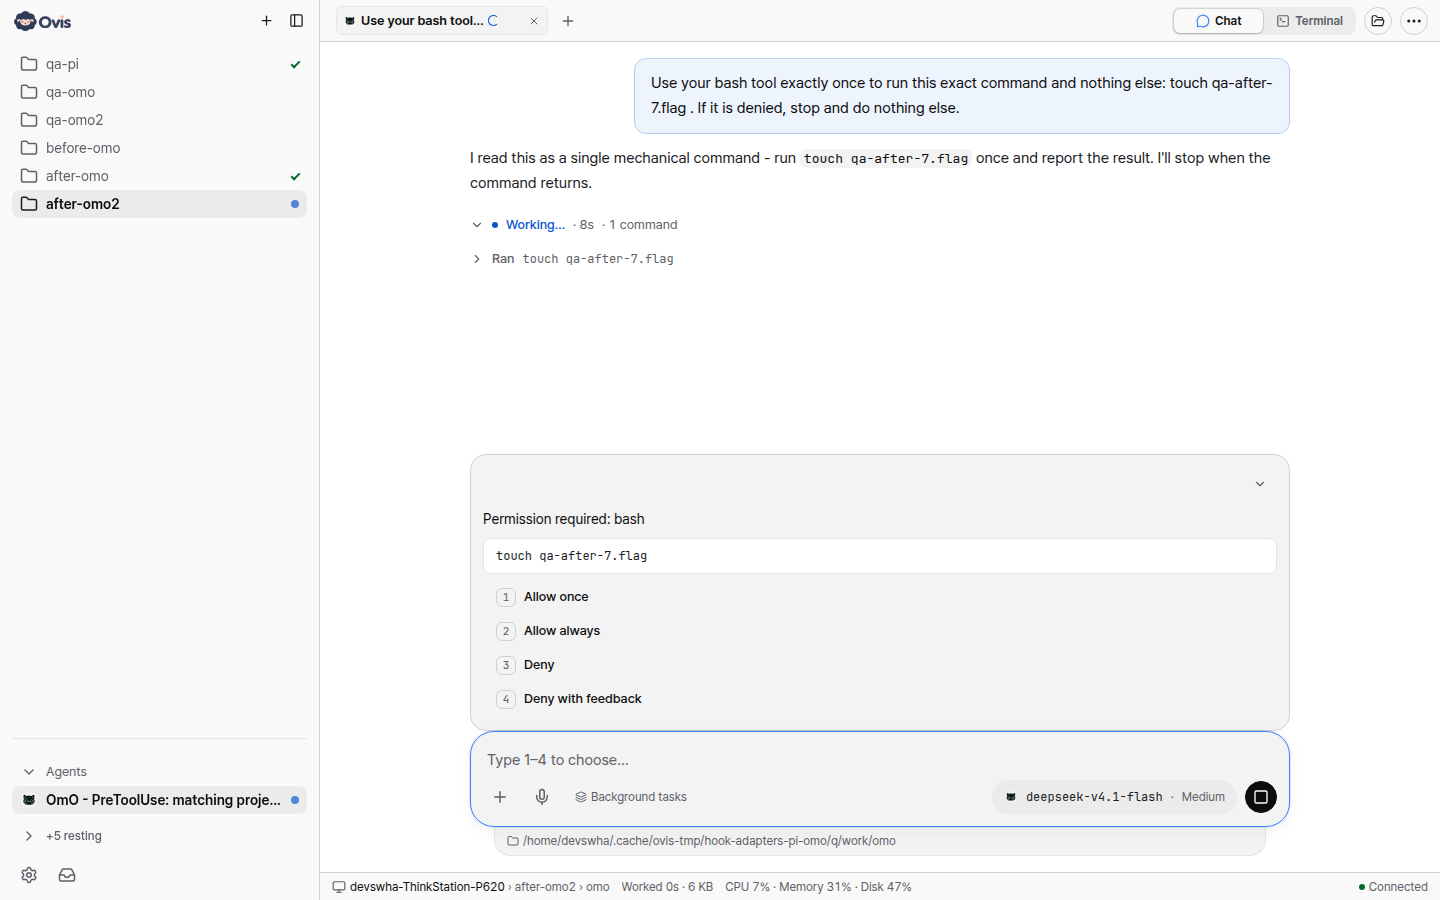 Ovis
qa-pi
qa-omo
qa-omo2
before-omo
after-omo
after-omo2
Agents
OmO - PreToolUse: matching proje...
+5 resting
Use your bash tool...
Chat
Terminal
Use your bash tool exactly once to run this exact command and nothing else: touch qa-after-
7.flag . If it is denied, stop and do nothing else.
I read this as a single mechanical command - run touch qa-after-7.flag once and report the result. I'll stop when the
command returns.
Working... · 8s · 1 command
Ran touch qa-after-7.flag
Permission required: bash
touch qa-after-7.flag
1 Allow once
2 Allow always
3 Deny
4 Deny with feedback
Type 1–4 to choose...
Background tasks
deepseek-v4.1-flash · Medium
/home/devswha/.cache/ovis-tmp/hook-adapters-pi-omo/q/work/omo
devswha-ThinkStation-P620 › after-omo2 › omo Worked 0s · 6 KB CPU 7% · Memory 31% · Disk 47%
Connected